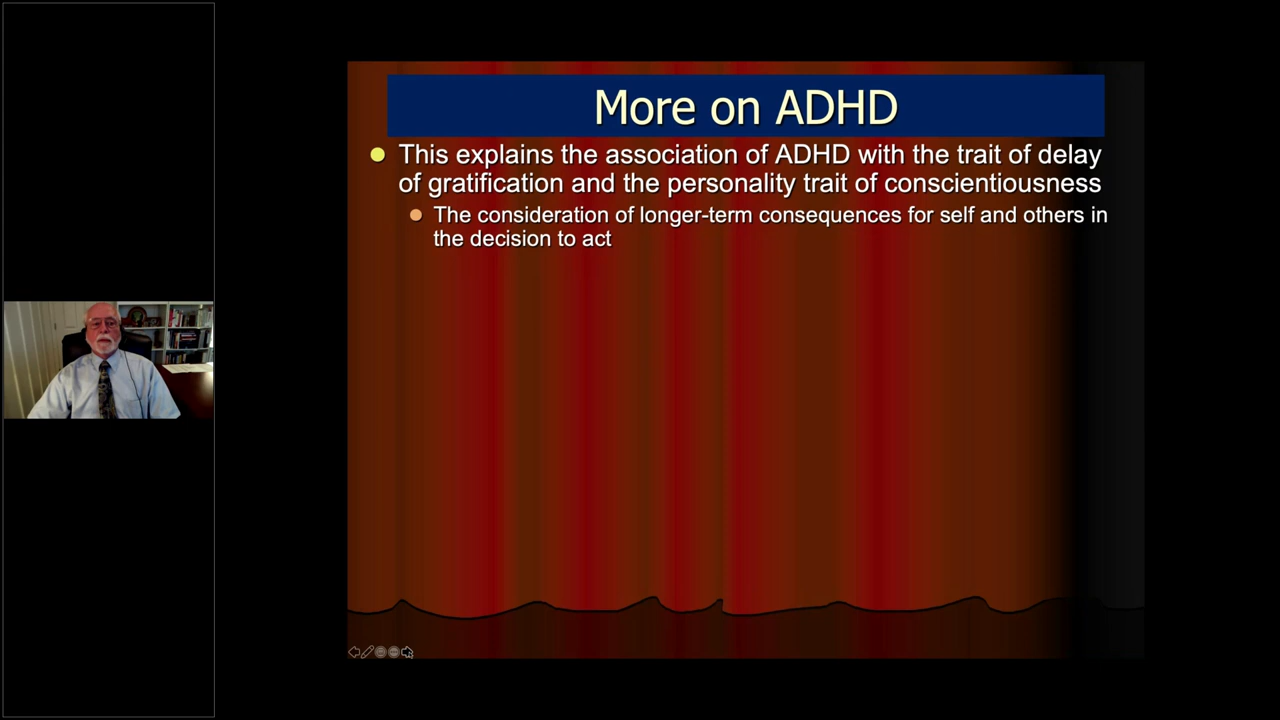 More on ADHD
This explains the association of ADHD with the trait of delay
of gratification and the personality trait of conscientiousness
The consideration of longer-term consequences for self and others in
the decision to act